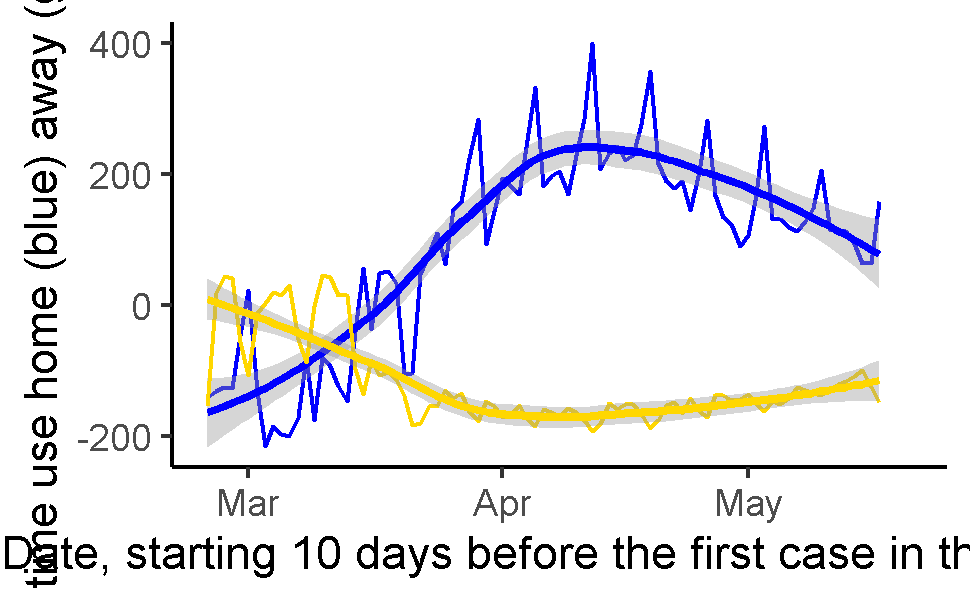 time use home (blue) away (
400
200
0
-200
Mar Apr May
Date, starting 10 days before the first case in th